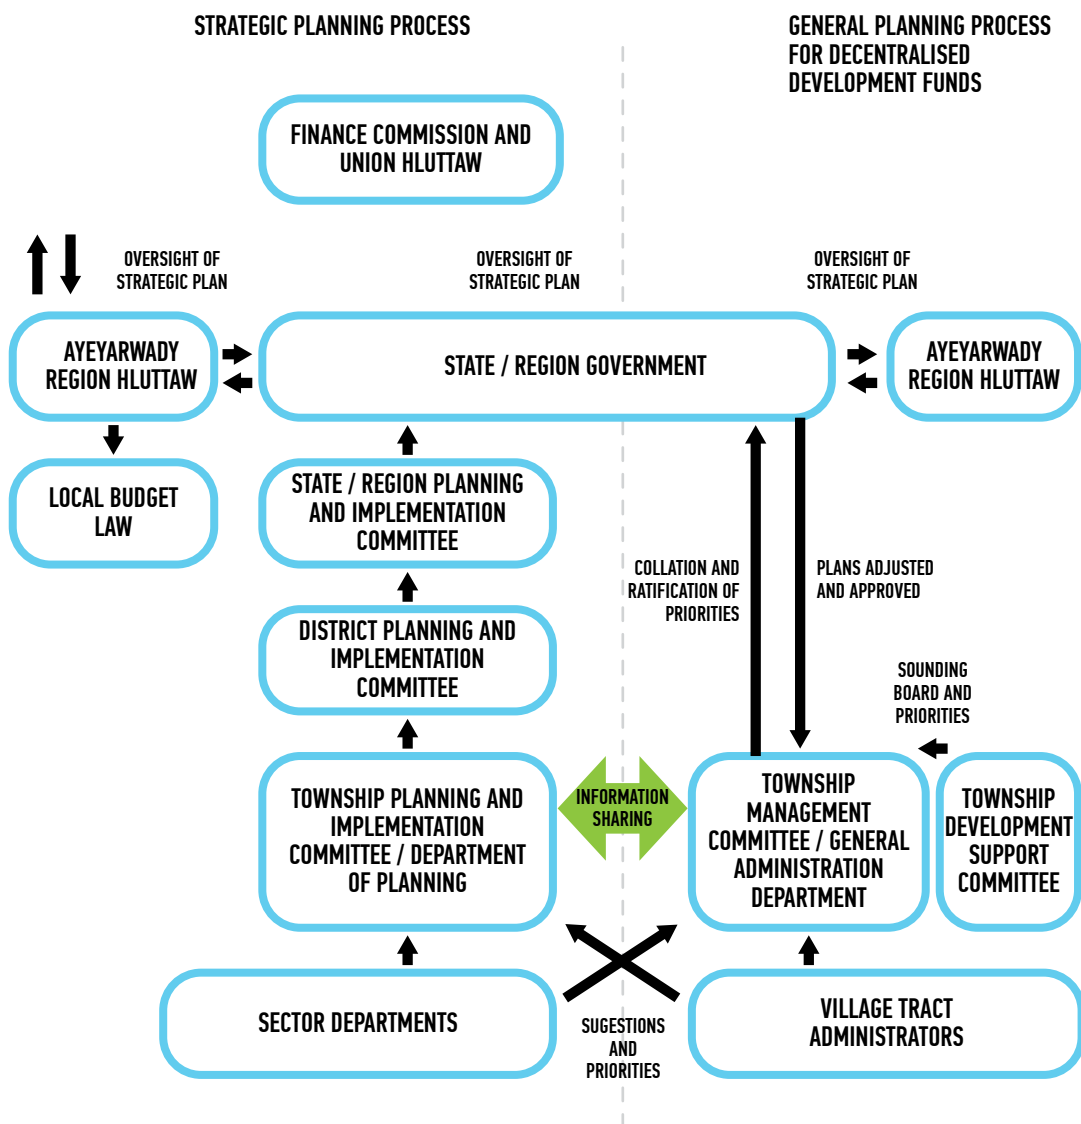 STRATEGIC PLANNING PROCESS
GENERAL PLANNING PROCESS
FOR DECENTRALISED
DEVELOPMENT FUNDS
FINANCE COMMISSION AND
UNION HLUTTAW
OVERSIGHT OF
STRATEGIC PLAN
OVERSIGHT OF
STRATEGIC PLAN
OVERSIGHT OF
STRATEGIC PLAN
AYEYARWADY
REGION HLUTTAW
STATE / REGION GOVERNMENT
AYEYARWADY
REGION HLUTTAW
LOCAL BUDGET
LAW
STATE / REGION PLANNING
AND IMPLEMENTATION
COMMITTEE
COLLATION AND
RATIFICATION OF
PRIORITIES
PLANS ADJUSTED
AND APPROVED
DISTRICT PLANNING AND
IMPLEMENTATION
COMMITTEE
SOUNDING
BOARD AND
PRIORITIES
TOWNSHIP PLANNING AND
IMPLEMENTATION
COMMITTEE / DEPARTMENT
OF PLANNING
INFORMATION
SHARING
TOWNSHIP
MANAGEMENT
COMMITTEE / GENERAL
ADMINISTRATION
DEPARTMENT
TOWNSHIP
DEVELOPMENT
SUPPORT
COMMITTEE
SECTOR DEPARTMENTS
SUGESTIONS
AND
PRIORITIES
VILLAGE TRACT
ADMINISTRATORS